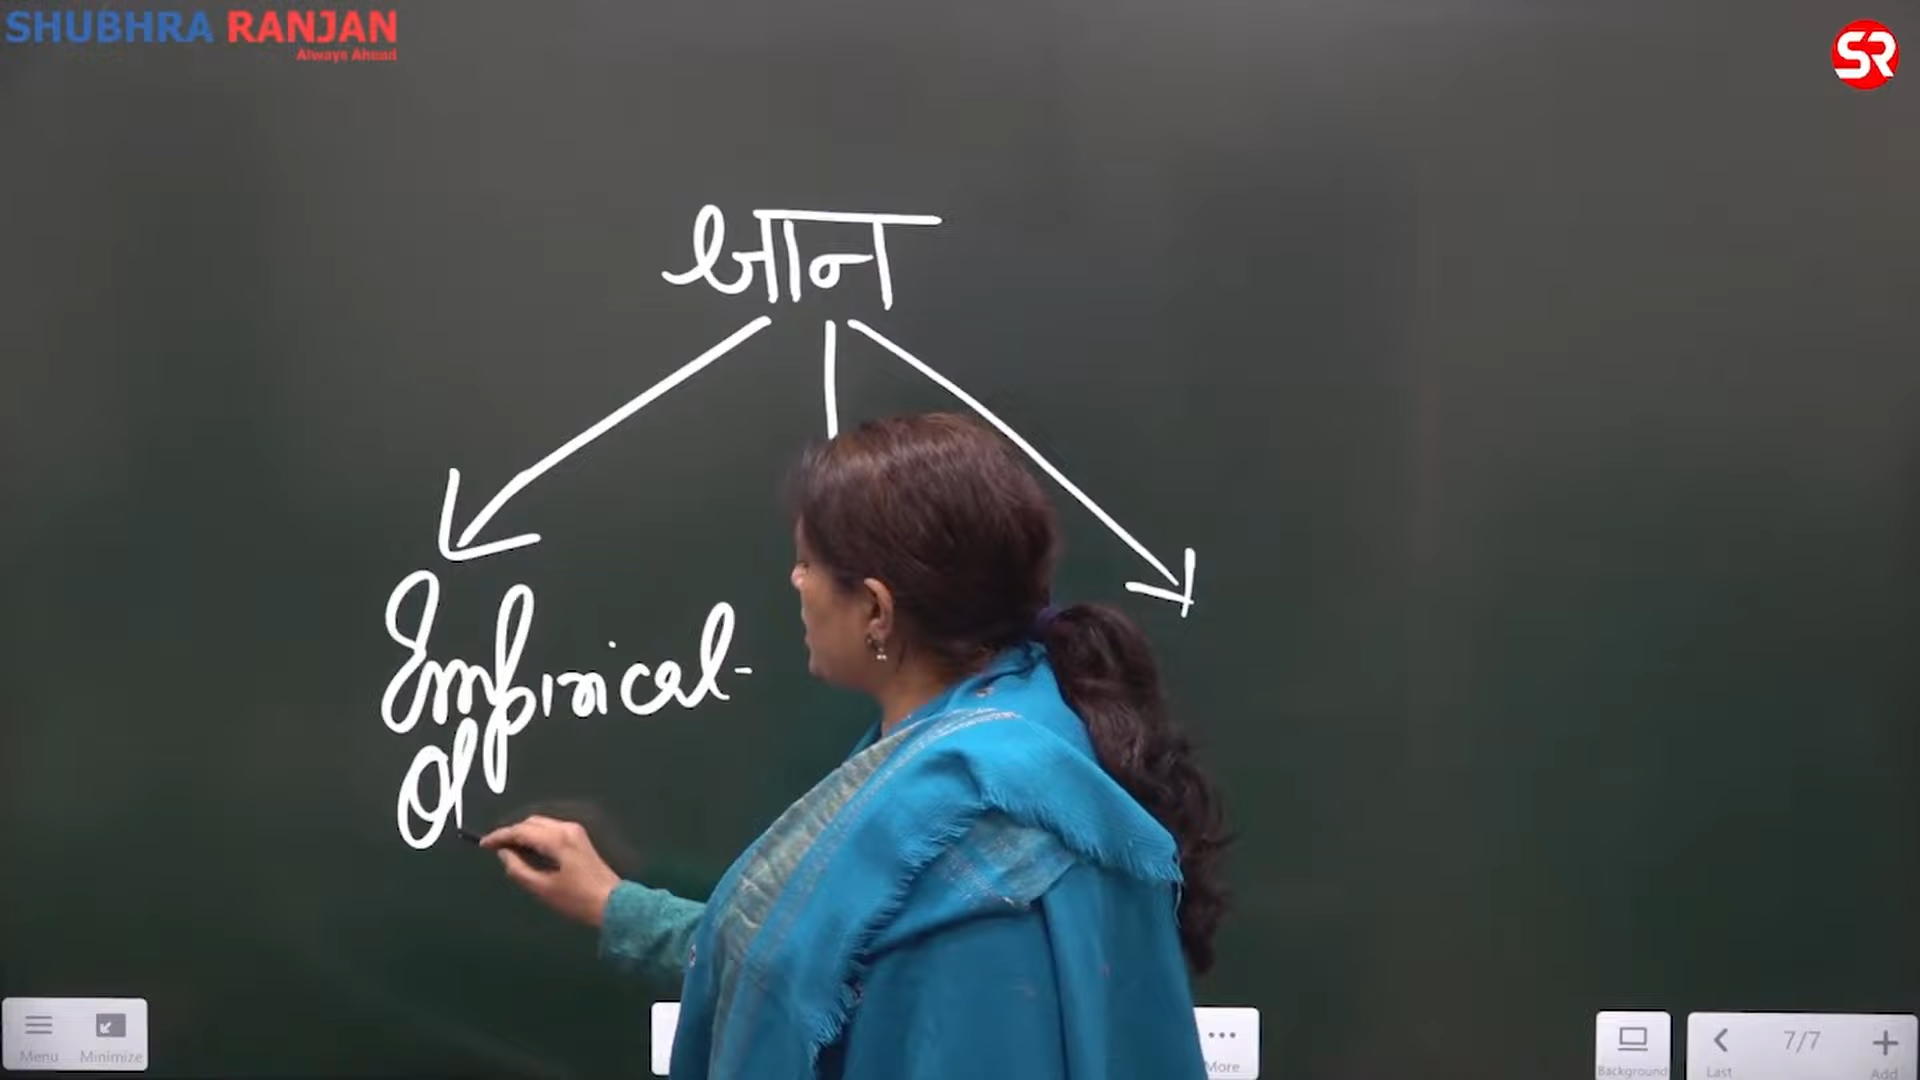 SHUBHRA RANJAN
Always Ahead
SR
ज्ञान
Empirical-
Menu
Minimize
More
Background
Last
7/7
Add